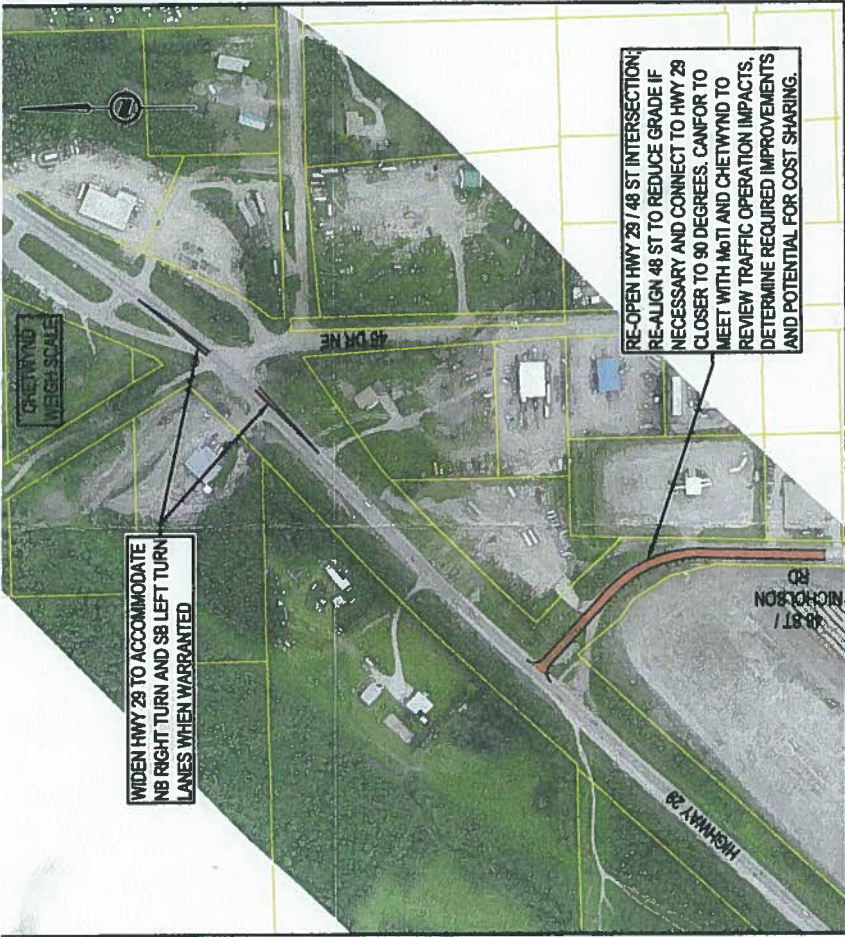 CHETWYND
WEIGH SCALE
WIDEN HWY 29 TO ACCOMMODATE
NB RIGHT TURN AND SB LEFT TURN
LANES WHEN WARRANTED
48 DR NE
RE-OPEN HWY 29 / 48 ST INTERSECTION;
RE-ALIGN 48 ST TO REDUCE GRADE IF
NECESSARY AND CONNECT TO HWY 29
CLOSER TO 90 DEGREES. CANFOR TO
MEET WITH MoTI AND CHETWYND TO
REVIEW TRAFFIC OPERATION IMPACTS,
DETERMINE REQUIRED IMPROVEMENTS
AND POTENTIAL FOR COST SHARING.
48 ST /
NICHOLSON
RD
HIGHWAY 29